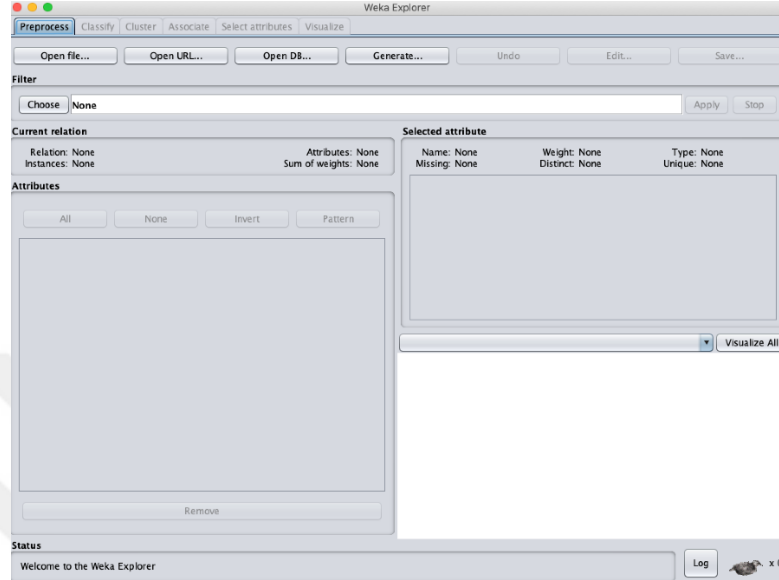 Weka Explorer
Preprocess Classify Cluster Associate Select attributes Visualize
Open file... Open URL... Open DB... Generate... Undo Edit... Save...
Filter
Choose None Apply Stop
Current relation
Relation: None Attributes: None
Instances: None Sum of weights: None
Selected attribute
Name: None Weight: None Type: None
Missing: None Distinct: None Unique: None
Attributes
All None Invert Pattern
Visualize All
Remove
Status
Welcome to the Weka Explorer
Log x